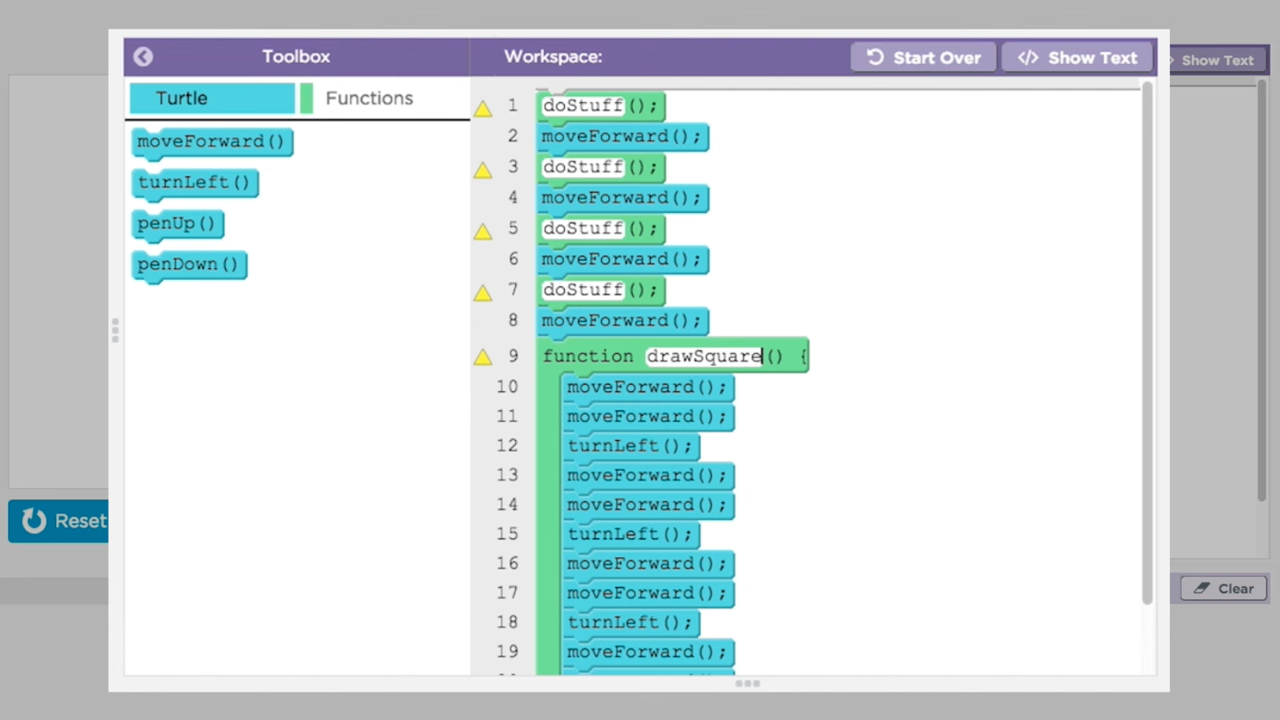 Toolbox
Workspace:
Start Over
</> Show Text
Show Text
Turtle
Functions
moveForward()
turnLeft()
penUp()
penDown()
1 doStuff();
2 moveForward();
3 doStuff();
4 moveForward();
5 doStuff();
6 moveForward();
7 doStuff();
8 moveForward();
9 function drawSquare() {
10 moveForward();
11 moveForward();
12 turnLeft();
13 moveForward();
14 moveForward();
15 turnLeft();
16 moveForward();
17 moveForward();
18 turnLeft();
19 moveForward();
Reset
Clear